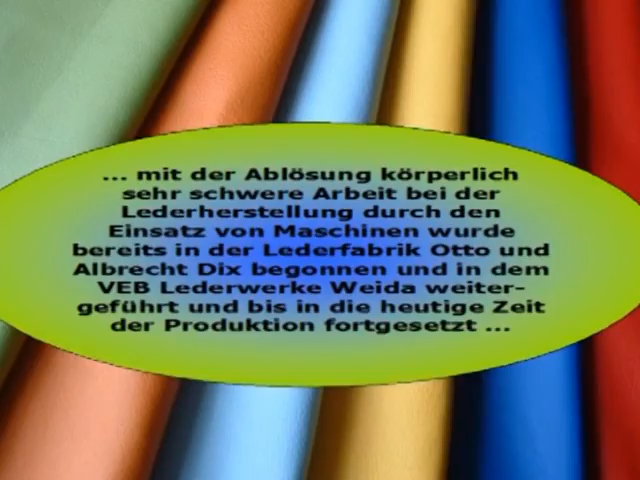 ... mit der Ablösung körperlich
sehr schwere Arbeit bei der
Lederherstellung durch den
Einsatz von Maschinen wurde
bereits in der Lederfabrik Otto und
Albrecht Dix begonnen und in dem
VEB Lederwerke Weida weiter-
geführt und bis in die heutige Zeit
der Produktion fortgesetzt ...